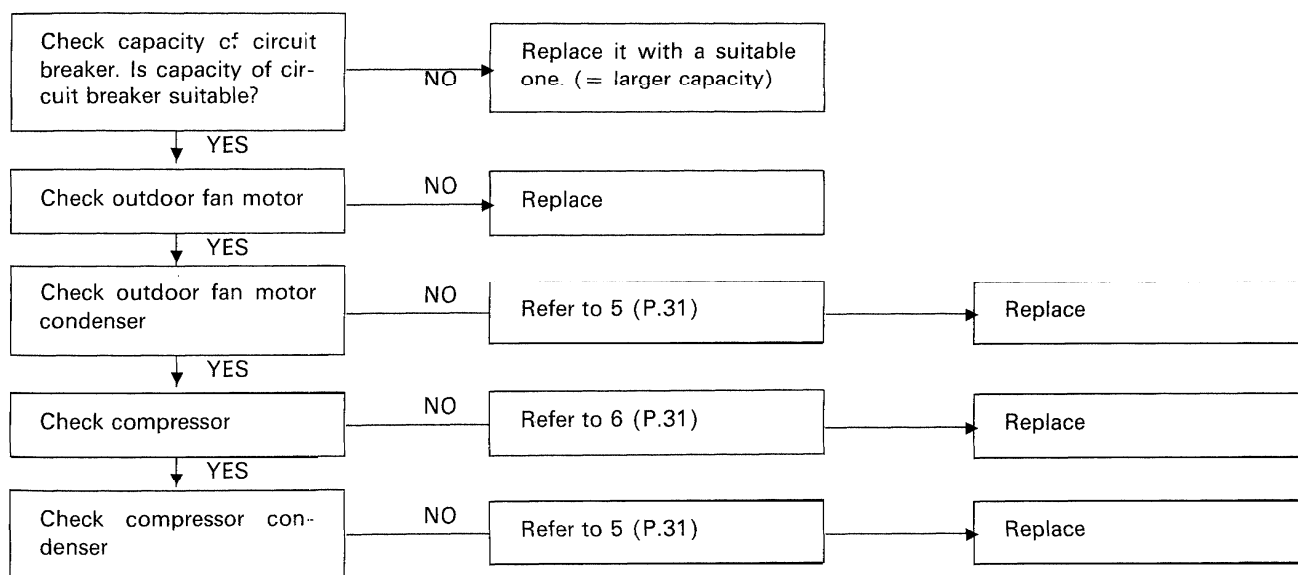 Check capacity of circuit
breaker. Is capacity of cir-
cuit breaker suitable?
NO
Replace it with a suitable
one. (= larger capacity)
YES
Check outdoor fan motor
NO
Replace
YES
Check outdoor fan motor
condenser
NO
Refer to 5 (P.31)
Replace
YES
Check compressor
NO
Refer to 6 (P.31)
Replace
YES
Check compressor con-
denser
NO
Refer to 5 (P.31)
Replace